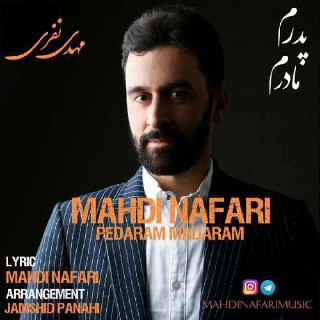 مهدی نفری
پدرم
مادرم
MAHDI NAFARI
PEDARAM MADARAM
LYRIC
MAHDI NAFARI
ARRANGEMENT
JAMSHID PANAHI
MAHDINAFARIMUSIC